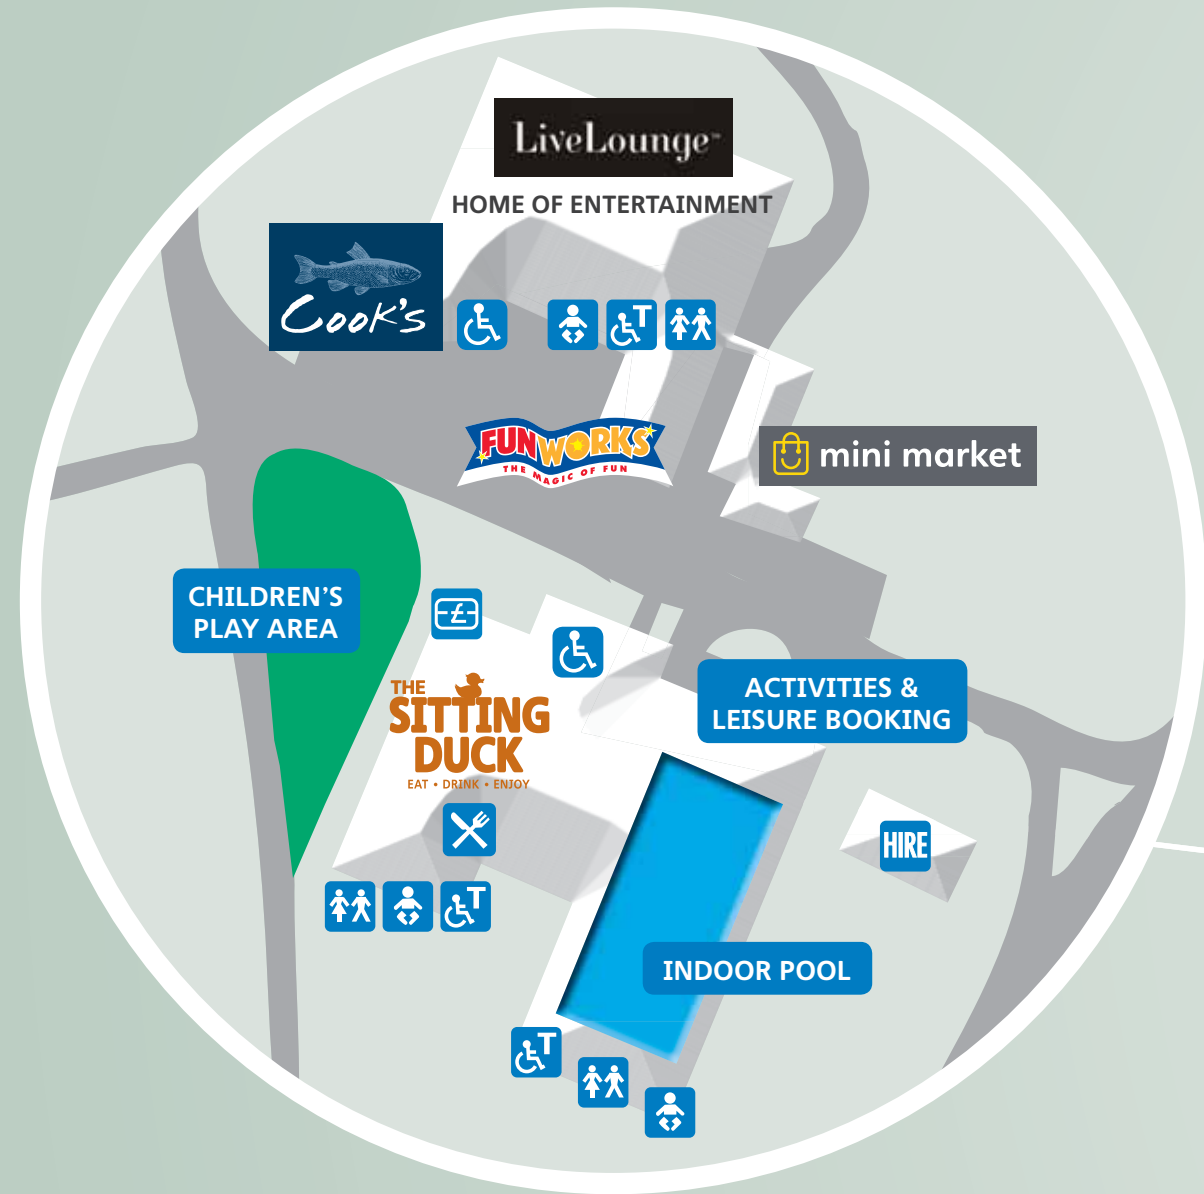 LiveLounge™
HOME OF ENTERTAINMENT
Cook's
T
FUNWORKS
THE MAGIC OF FUN
mini market
CHILDREN'S
PLAY AREA
£
THE
SITTING
DUCK
EAT • DRINK • ENJOY
ACTIVITIES &
LEISURE BOOKING
HIRE
T
INDOOR POOL
T